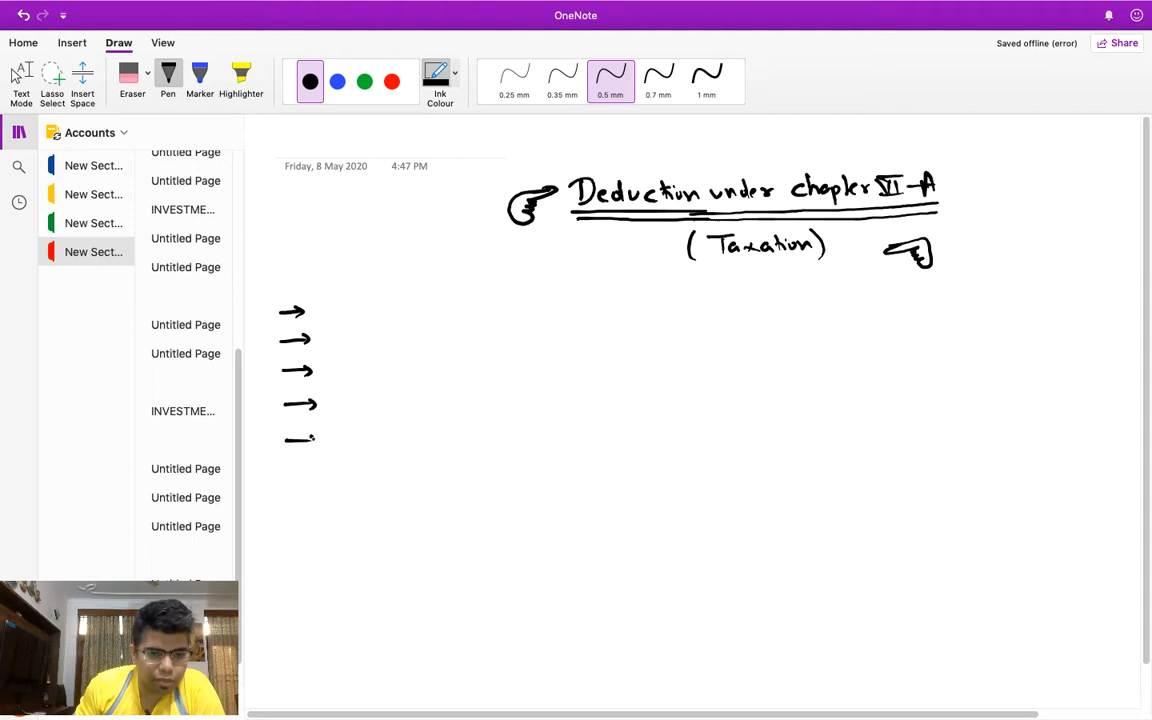 OneNote
Home Insert Draw View
Saved offline (error) Share
Text Mode
Lasso Select
Insert Space
Eraser
Pen
Marker
Highlighter
Ink Colour
0.25 mm 0.35 mm 0.5 mm 0.7 mm 1 mm
Accounts
New Sect...
New Sect...
New Sect...
New Sect...
Untitled Page
Untitled Page
INVESTME...
Untitled Page
Untitled Page
Untitled Page
Untitled Page
INVESTME...
Untitled Page
Untitled Page
Untitled Page
Friday, 8 May 2020 4:47 PM
Deduction under chapter VI-A
(Taxation)